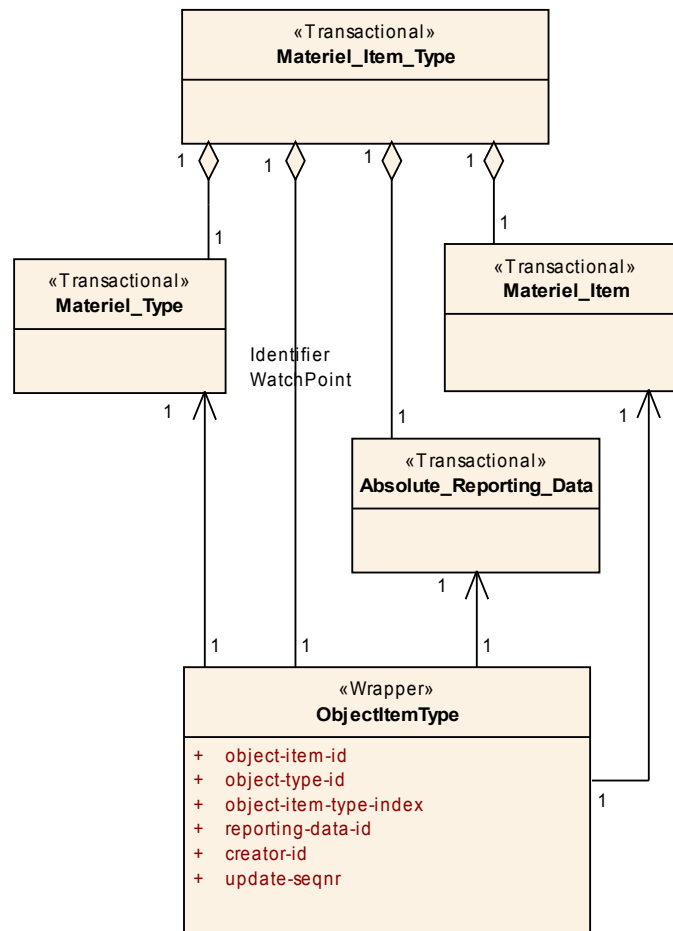 «Transactional»
Materiel_Item_Type
1
1
1
1
1
1
«Transactional»
Materiel_Type
«Transactional»
Materiel_Item
Identifier
WatchPoint
1
1
1
«Transactional»
Absolute_Reporting_Data
1
1
1
1
«Wrapper»
ObjectItemType
+ object-item-id
+ object-type-id
+ object-item-type-index
+ reporting-data-id
+ creator-id
+ update-seqnr
1